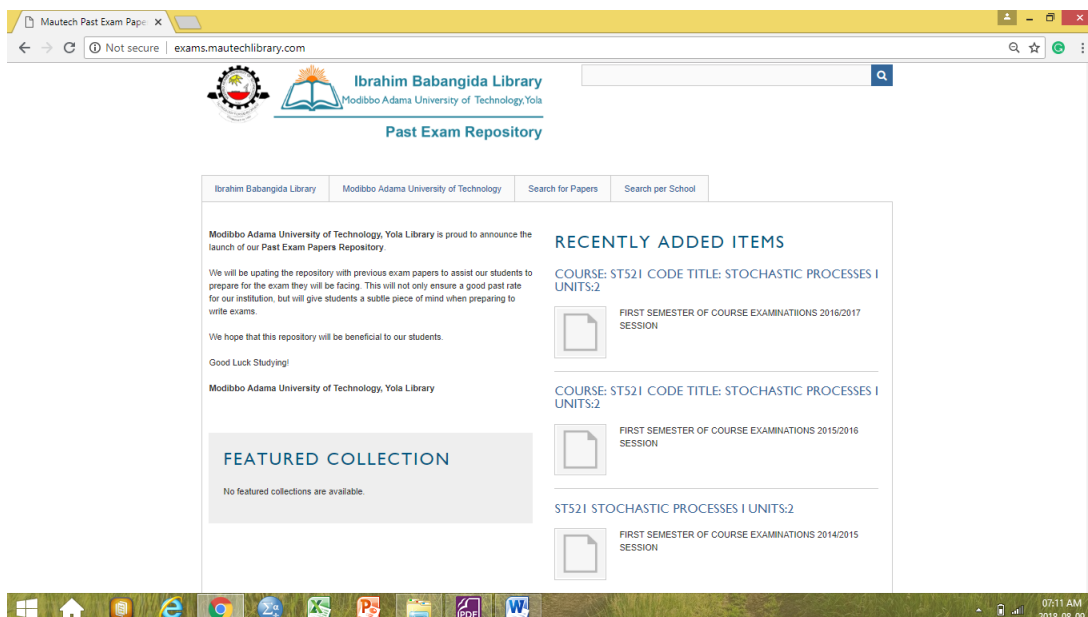 Mautech Past Exam Pape
Not secure | exams.mautechlibrary.com
Ibrahim Babangida Library
Modibbo Adama University of Technology,Yola
Past Exam Repository
Ibrahim Babangida Library
Modibbo Adama University of Technology
Search for Papers
Search per School
Modibbo Adama University of Technology, Yola Library is proud to announce the
launch of our Past Exam Papers Repository.
We will be upating the repository with previous exam papers to assist our students to
prepare for the exam they will be facing. This will not only ensure a good past rate
for our institution, but will give students a subtle piece of mind when preparing to
write exams.
We hope that this repository will be beneficial to our students.
Good Luck Studying!
Modibbo Adama University of Technology, Yola Library
FEATURED COLLECTION
No featured collections are available.
RECENTLY ADDED ITEMS
COURSE: ST521 CODE TITLE: STOCHASTIC PROCESSES I
UNITS:2
FIRST SEMESTER OF COURSE EXAMINATIIONS 2016/2017
SESSION
COURSE: ST521 CODE TITLE: STOCHASTIC PROCESSES I
UNITS:2
FIRST SEMESTER OF COURSE EXAMINATIONS 2015/2016
SESSION
ST521 STOCHASTIC PROCESSES I UNITS:2
FIRST SEMESTER OF COURSE EXAMINATIONS 2014/2015
SESSION
07:11 AM
2018-08-09